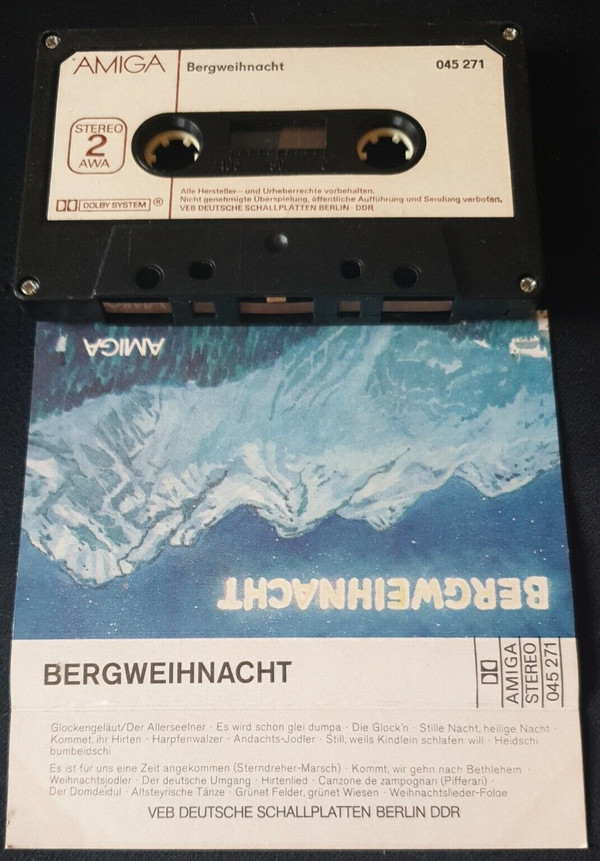 AMIGA
Bergweihnacht
045 271
STEREO
2
AWA
DOLBY SYSTEM ®
Alle Hersteller- und Urheberrechte vorbehalten.
Nicht genehmigte Überspielung, öffentliche Aufführung und Sendung verboten.
VEB DEUTSCHE SCHALLPLATTEN BERLIN · DDR
AMIGA
BERGWEIHNACHT
BERGWEIHNACHT
AMIGA
STEREO
045 271
Glockengeläut/Der Allerseelner · Es wird schon glei dumpa · Die Glock'n · Stille Nacht, heilige Nacht ·
Kommet, ihr Hirten · Harpfenwalzer · Andachts-Jodler · Still, weils Kindlein schlafen will · Heidschi
bumbeidschi
Es ist für uns eine Zeit angekommen (Sterndreher-Marsch) · Kommt, wir gehn nach Bethlehem ·
Weihnachtsjodler · Der deutsche Umgang · Hirtenlied · Canzone de zampognari (Pifferari) ·
Der Domdeidul · Altsteyrische Tänze · Grünet Felder, grünet Wiesen · Weihnachtslieder-Folge
VEB DEUTSCHE SCHALLPLATTEN BERLIN DDR